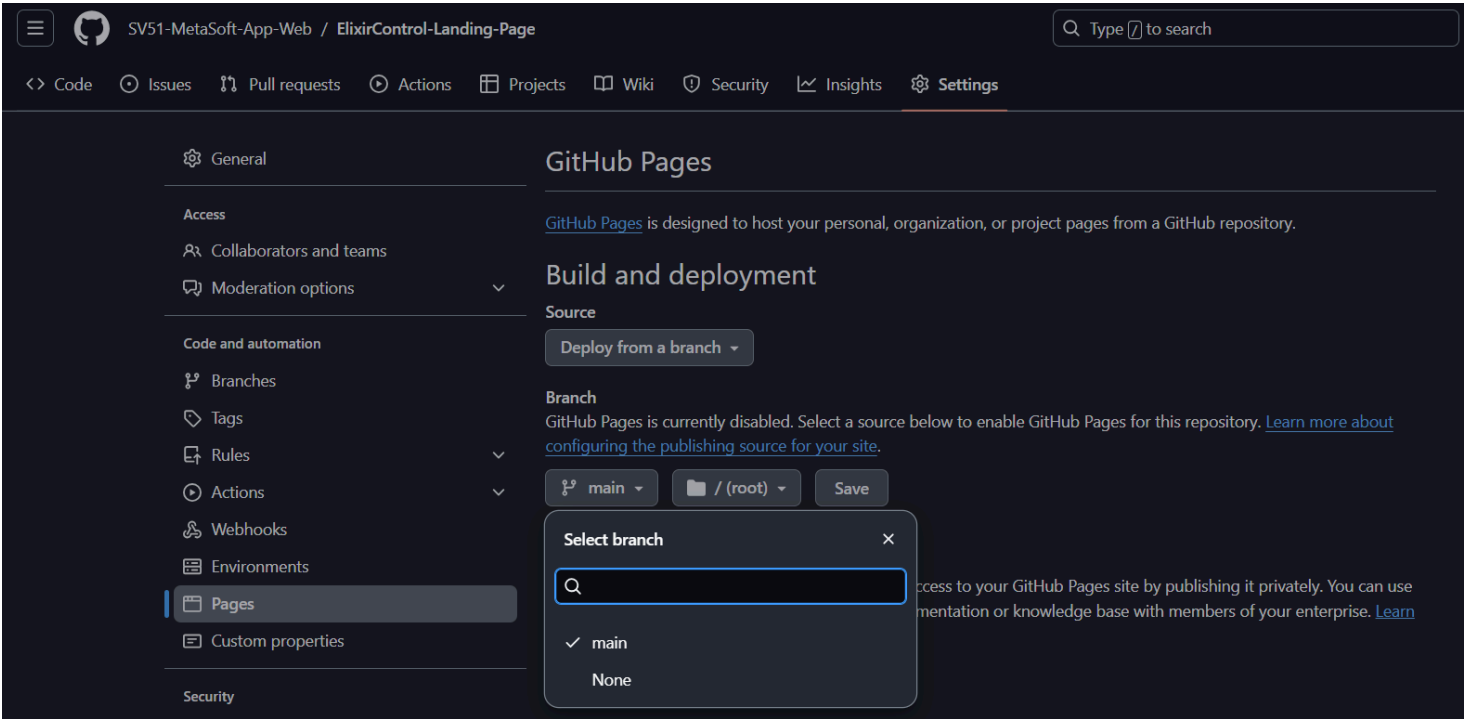 SV51-MetaSoft-App-Web / ElixirControl-Landing-Page
Type / to search
Code Issues Pull requests Actions Projects Wiki Security Insights Settings
General
Access
Collaborators and teams
Moderation options
Code and automation
Branches
Tags
Rules
Actions
Webhooks
Environments
Pages
Custom properties
Security
GitHub Pages
GitHub Pages is designed to host your personal, organization, or project pages from a GitHub repository.
Build and deployment
Source
Deploy from a branch
Branch
GitHub Pages is currently disabled. Select a source below to enable GitHub Pages for this repository. Learn more about
configuring the publishing source for your site.
main / (root) Save
Select branch
main
None
ccess to your GitHub Pages site by publishing it privately. You can use
mentation or knowledge base with members of your enterprise. Learn